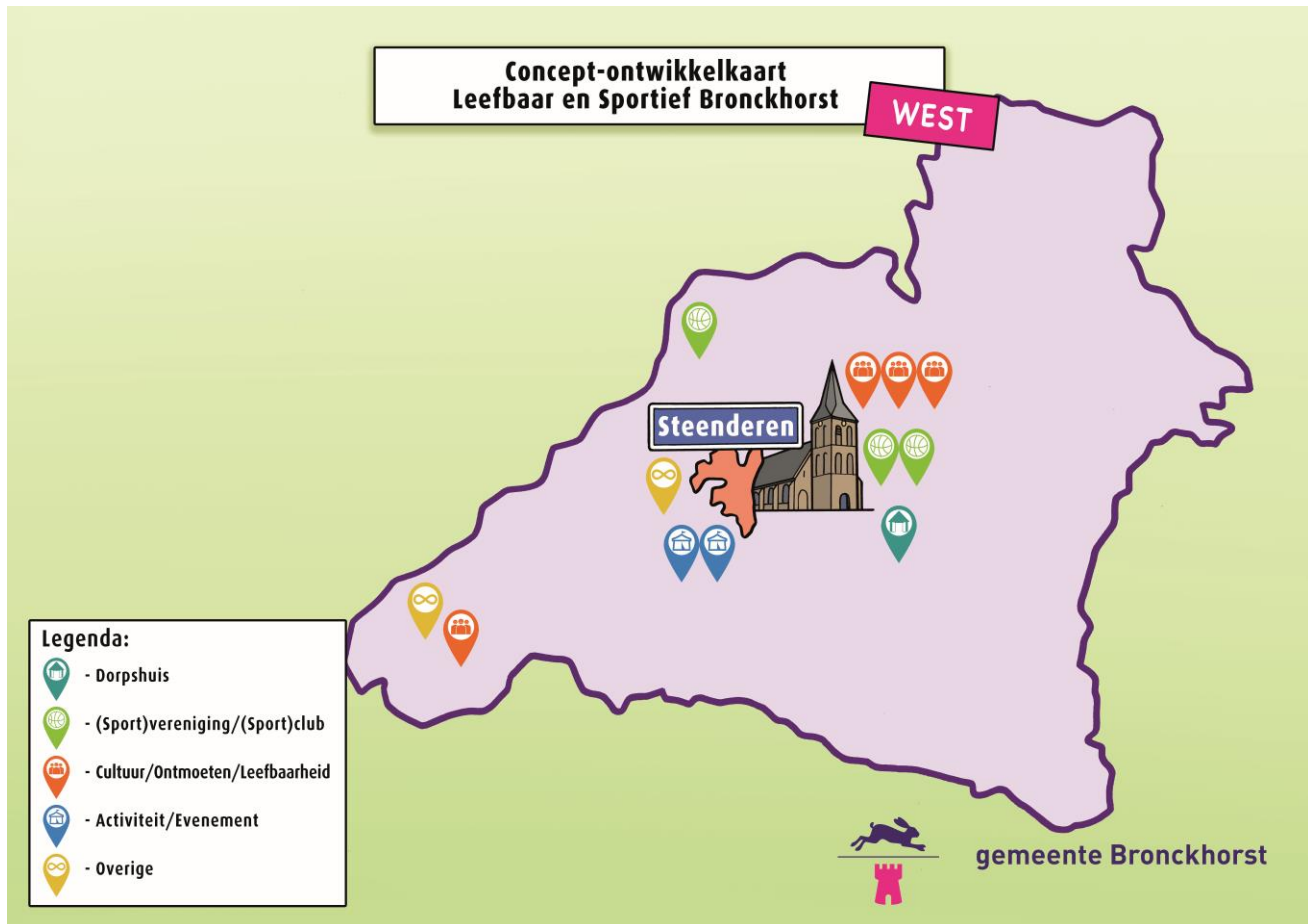 Concept-ontwikkelkaart
Leefbaar en Sportief Bronckhorst
WEST
Steenderen
Legenda:
- Dorpshuis
- (Sport)vereniging/(Sport)club
- Cultuur/Ontmoeten/Leefbaarheid
- Activiteit/Evenement
- Overige
gemeente Bronckhorst